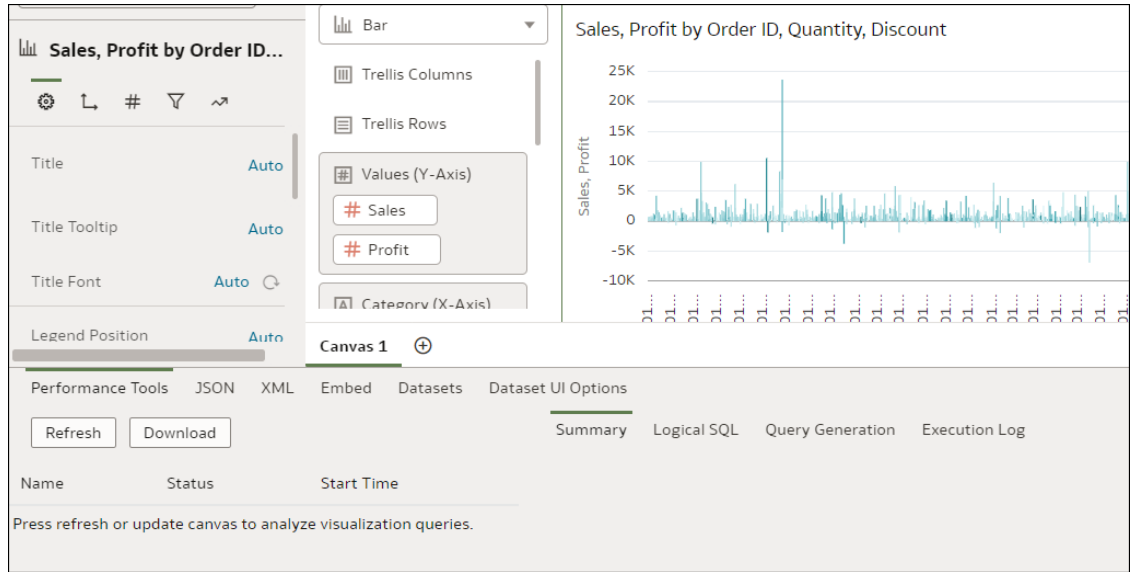 Sales, Profit by Order ID...
Title
Auto
Title Tooltip
Auto
Title Font
Auto
Legend Position
Auto
Bar
Trellis Columns
Trellis Rows
Values (Y-Axis)
# Sales
# Profit
Category (X-Axis)
Sales, Profit by Order ID, Quantity, Discount
Sales, Profit
25K
20K
15K
10K
5K
0
-5K
-10K
Canvas 1
Performance Tools JSON XML Embed Datasets Dataset UI Options
Refresh Download
Summary Logical SQL Query Generation Execution Log
Name Status Start Time
Press refresh or update canvas to analyze visualization queries.